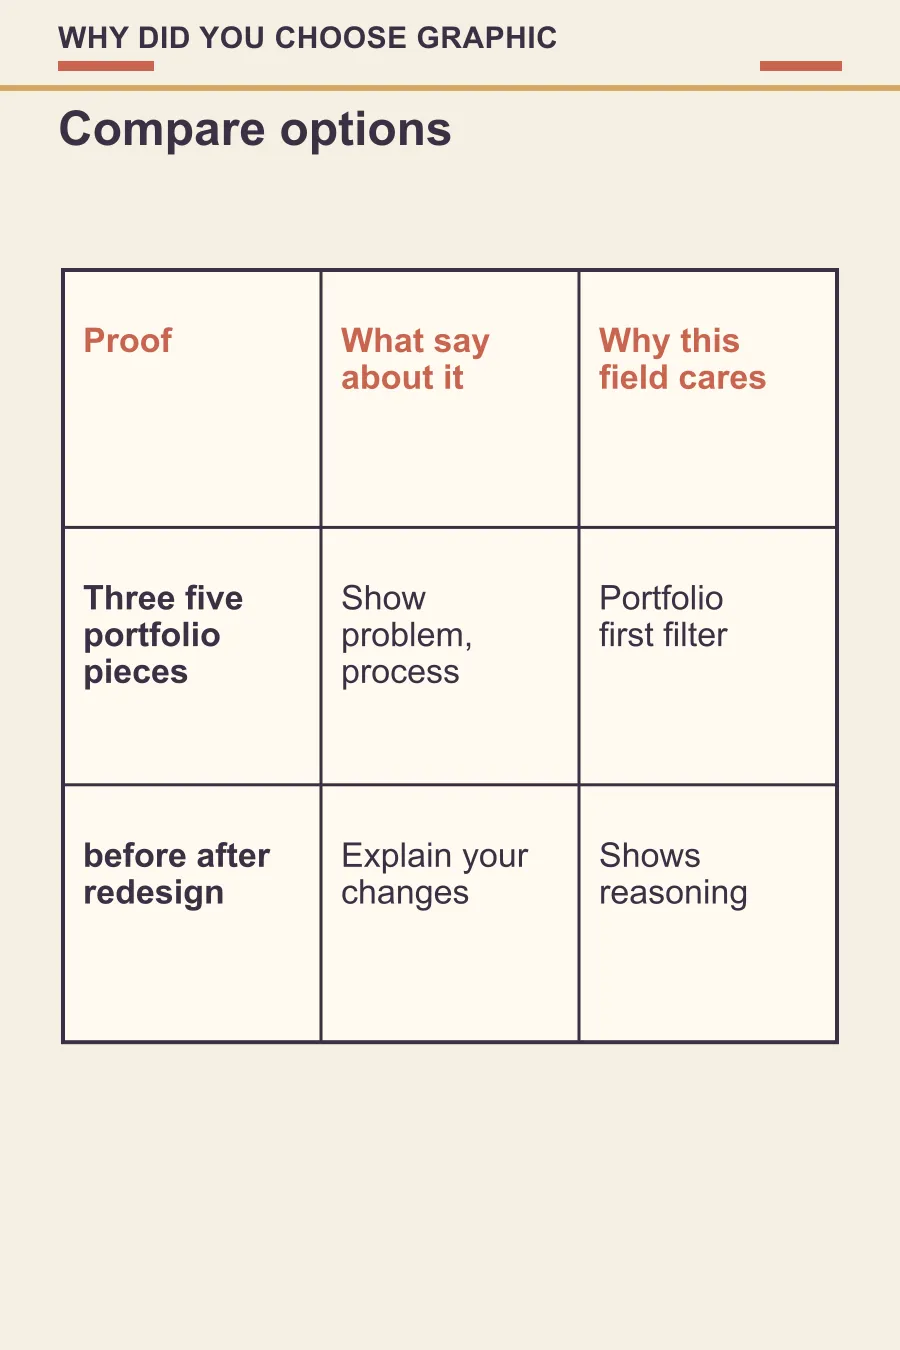 WHY DID YOU CHOOSE GRAPHIC
Compare options
Proof
What say
about it
Why this
field cares
Three five
portfolio
pieces
Show
problem,
process
Portfolio
first filter
before after
redesign
Explain your
changes
Shows
reasoning